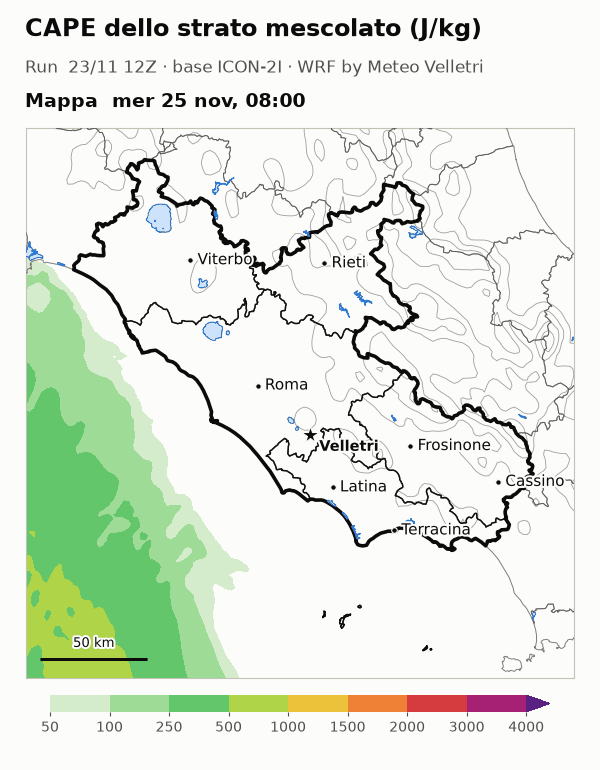 CAPE dello strato mescolato (J/kg)
Run  23/11 12Z · base ICON-2I · WRF by Meteo Velletri
Mappa  mer 25 nov, 08:00
Viterbo
Rieti
Roma
Velletri
Frosinone
Cassino
Latina
Terracina
50 km
50 100 250 500 1000 1500 2000 3000 4000